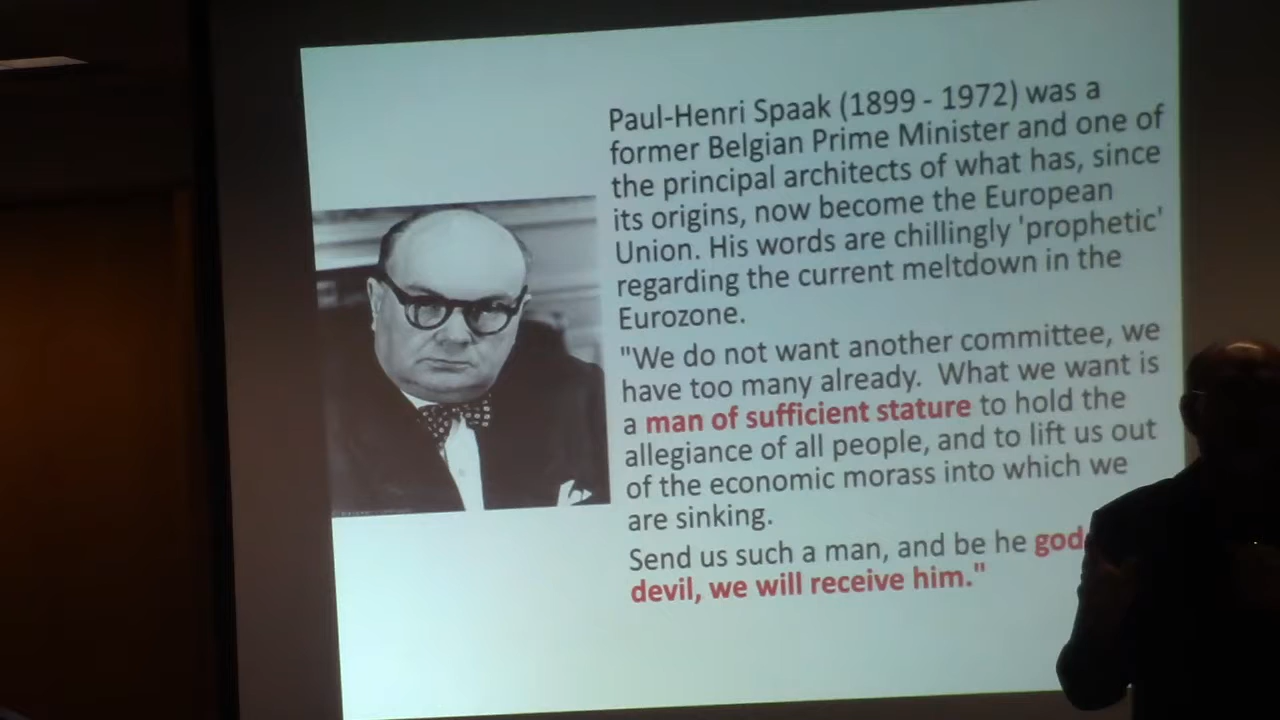 Paul-Henri Spaak (1899 - 1972) was a
former Belgian Prime Minister and one of
the principal architects of what has, since
its origins, now become the European
Union. His words are chillingly 'prophetic'
regarding the current meltdown in the
Eurozone.
"We do not want another committee, we
have too many already. What we want is
a man of sufficient stature to hold the
allegiance of all people, and to lift us out
of the economic morass into which we
are sinking.
Send us such a man, and be he god
devil, we will receive him."